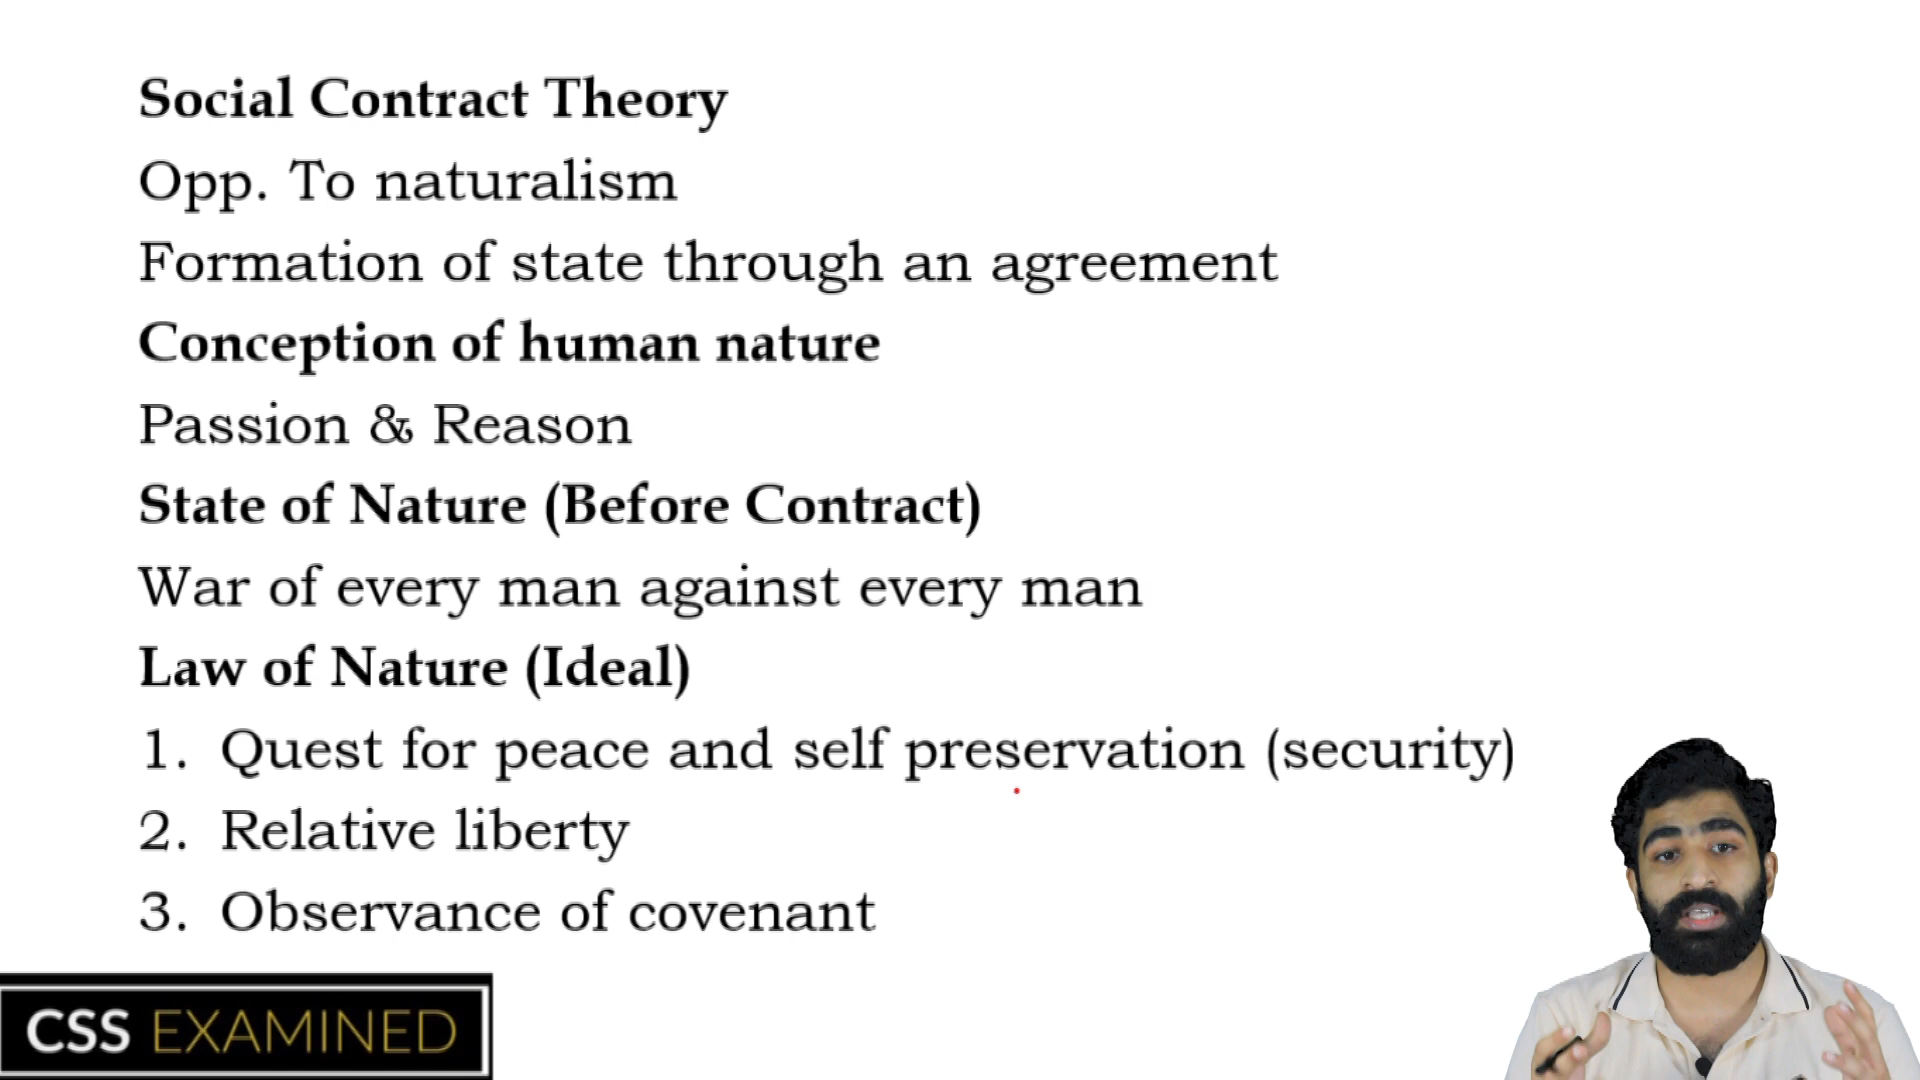 Social Contract Theory
Opp. To naturalism
Formation of state through an agreement
Conception of human nature
Passion & Reason
State of Nature (Before Contract)
War of every man against every man
Law of Nature (Ideal)
1. Quest for peace and self preservation (security)
2. Relative liberty
3. Observance of covenant
CSS EXAMINED